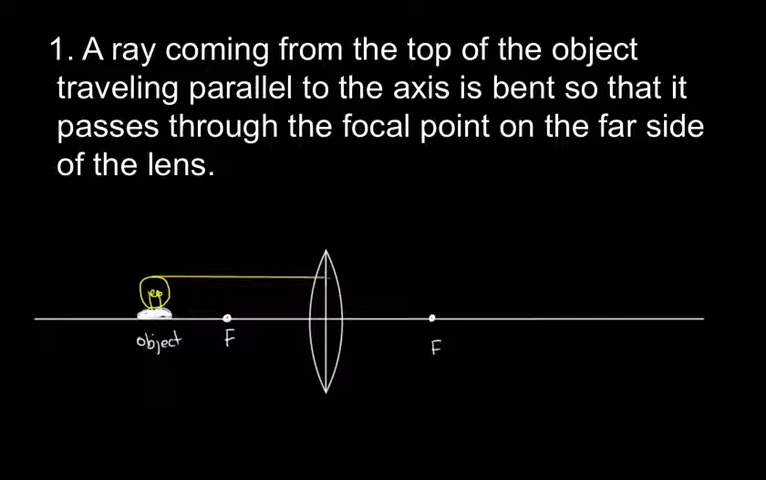 1. A ray coming from the top of the object
traveling parallel to the axis is bent so that it
passes through the focal point on the far side
of the lens.
object
F
F